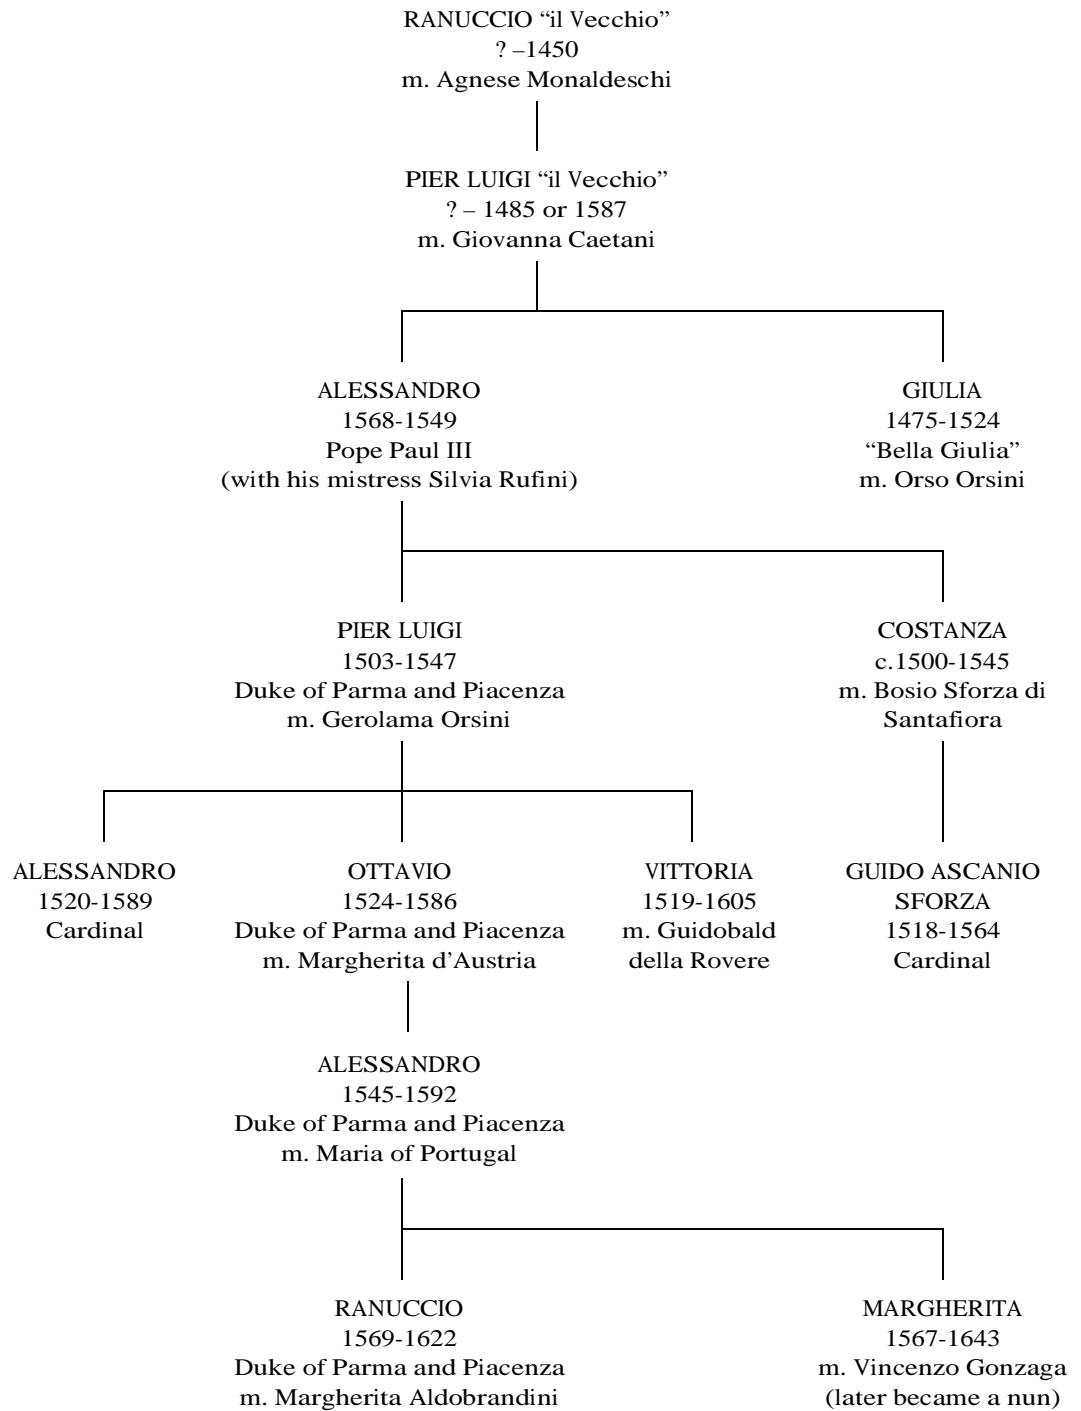 RANUCCIO “il Vecchio”
? –1450
m. Agnese Monaldeschi
PIER LUIGI “il Vecchio”
? – 1485 or 1587
m. Giovanna Caetani
ALESSANDRO
1568-1549
Pope Paul III
(with his mistress Silvia Rufini)
GIULIA
1475-1524
“Bella Giulia”
m. Orso Orsini
PIER LUIGI
1503-1547
Duke of Parma and Piacenza
m. Gerolama Orsini
COSTANZA
c.1500-1545
m. Bosio Sforza di
Santafiora
ALESSANDRO
1520-1589
Cardinal
OTTAVIO
1524-1586
Duke of Parma and Piacenza
m. Margherita d’Austria
VITTORIA
1519-1605
m. Guidobald
della Rovere
GUIDO ASCANIO
SFORZA
1518-1564
Cardinal
ALESSANDRO
1545-1592
Duke of Parma and Piacenza
m. Maria of Portugal
RANUCCIO
1569-1622
Duke of Parma and Piacenza
m. Margherita Aldobrandini
MARGHERITA
1567-1643
m. Vincenzo Gonzaga
(later became a nun)